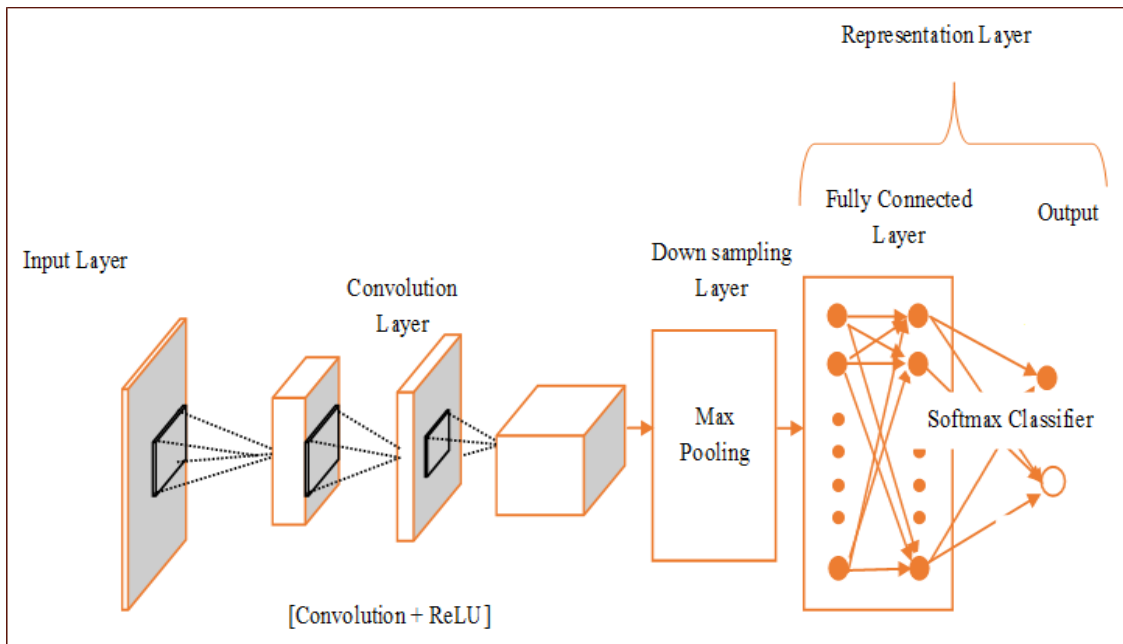 Representation Layer
Fully Connected
Layer
Output
Down sampling
Layer
Input Layer
Convolution
Layer
Max
Pooling
Softmax Classifier
[Convolution + ReLU]